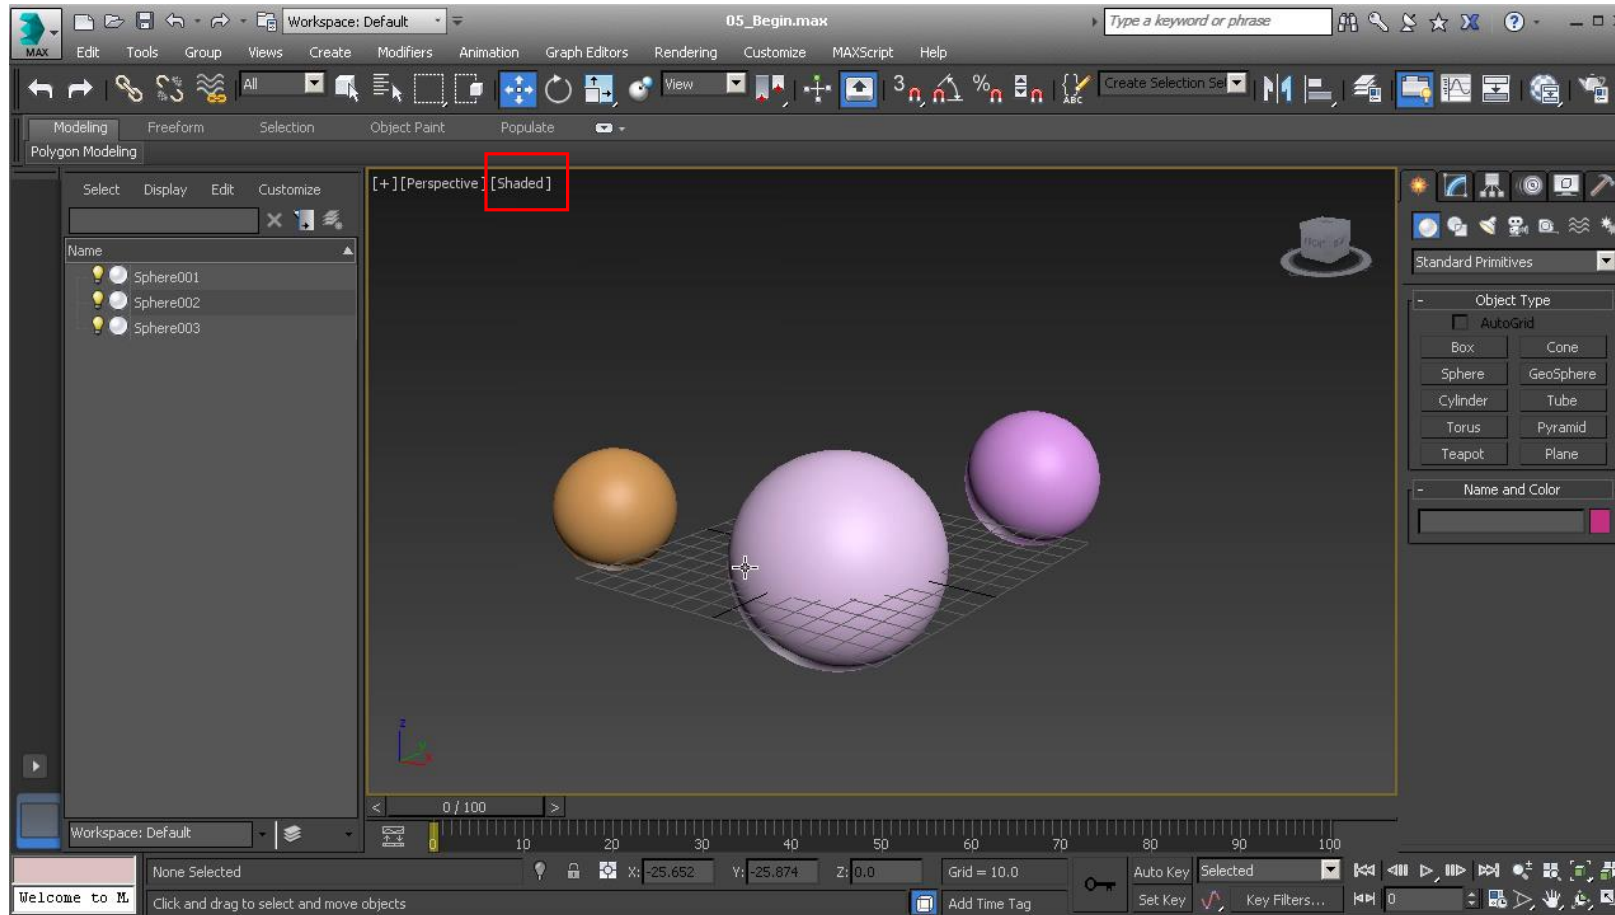 Workspace: Default
05_Begin.max
Type a keyword or phrase
MAX
Edit Tools Group Views Create Modifiers Animation Graph Editors Rendering Customize MAXScript Help
All
View
3
%
ABC
Create Selection Sel
Modeling Freeform Selection Object Paint Populate
Polygon Modeling
Select Display Edit Customize
[+][Perspective][Shaded]
Name
Sphere001
Sphere002
Sphere003
Standard Primitives
- Object Type
AutoGrid
Box Cone
Sphere GeoSphere
Cylinder Tube
Torus Pyramid
Teapot Plane
- Name and Color
z
y
x
< 0 / 100 >
Workspace: Default
0 10 20 30 40 50 60 70 80 90 100
None Selected X: -25.652 Y: -25.874 Z: 0.0 Grid = 10.0 Auto Key Selected
Welcome to M
Click and drag to select and move objects Add Time Tag Set Key Key Filters... 0